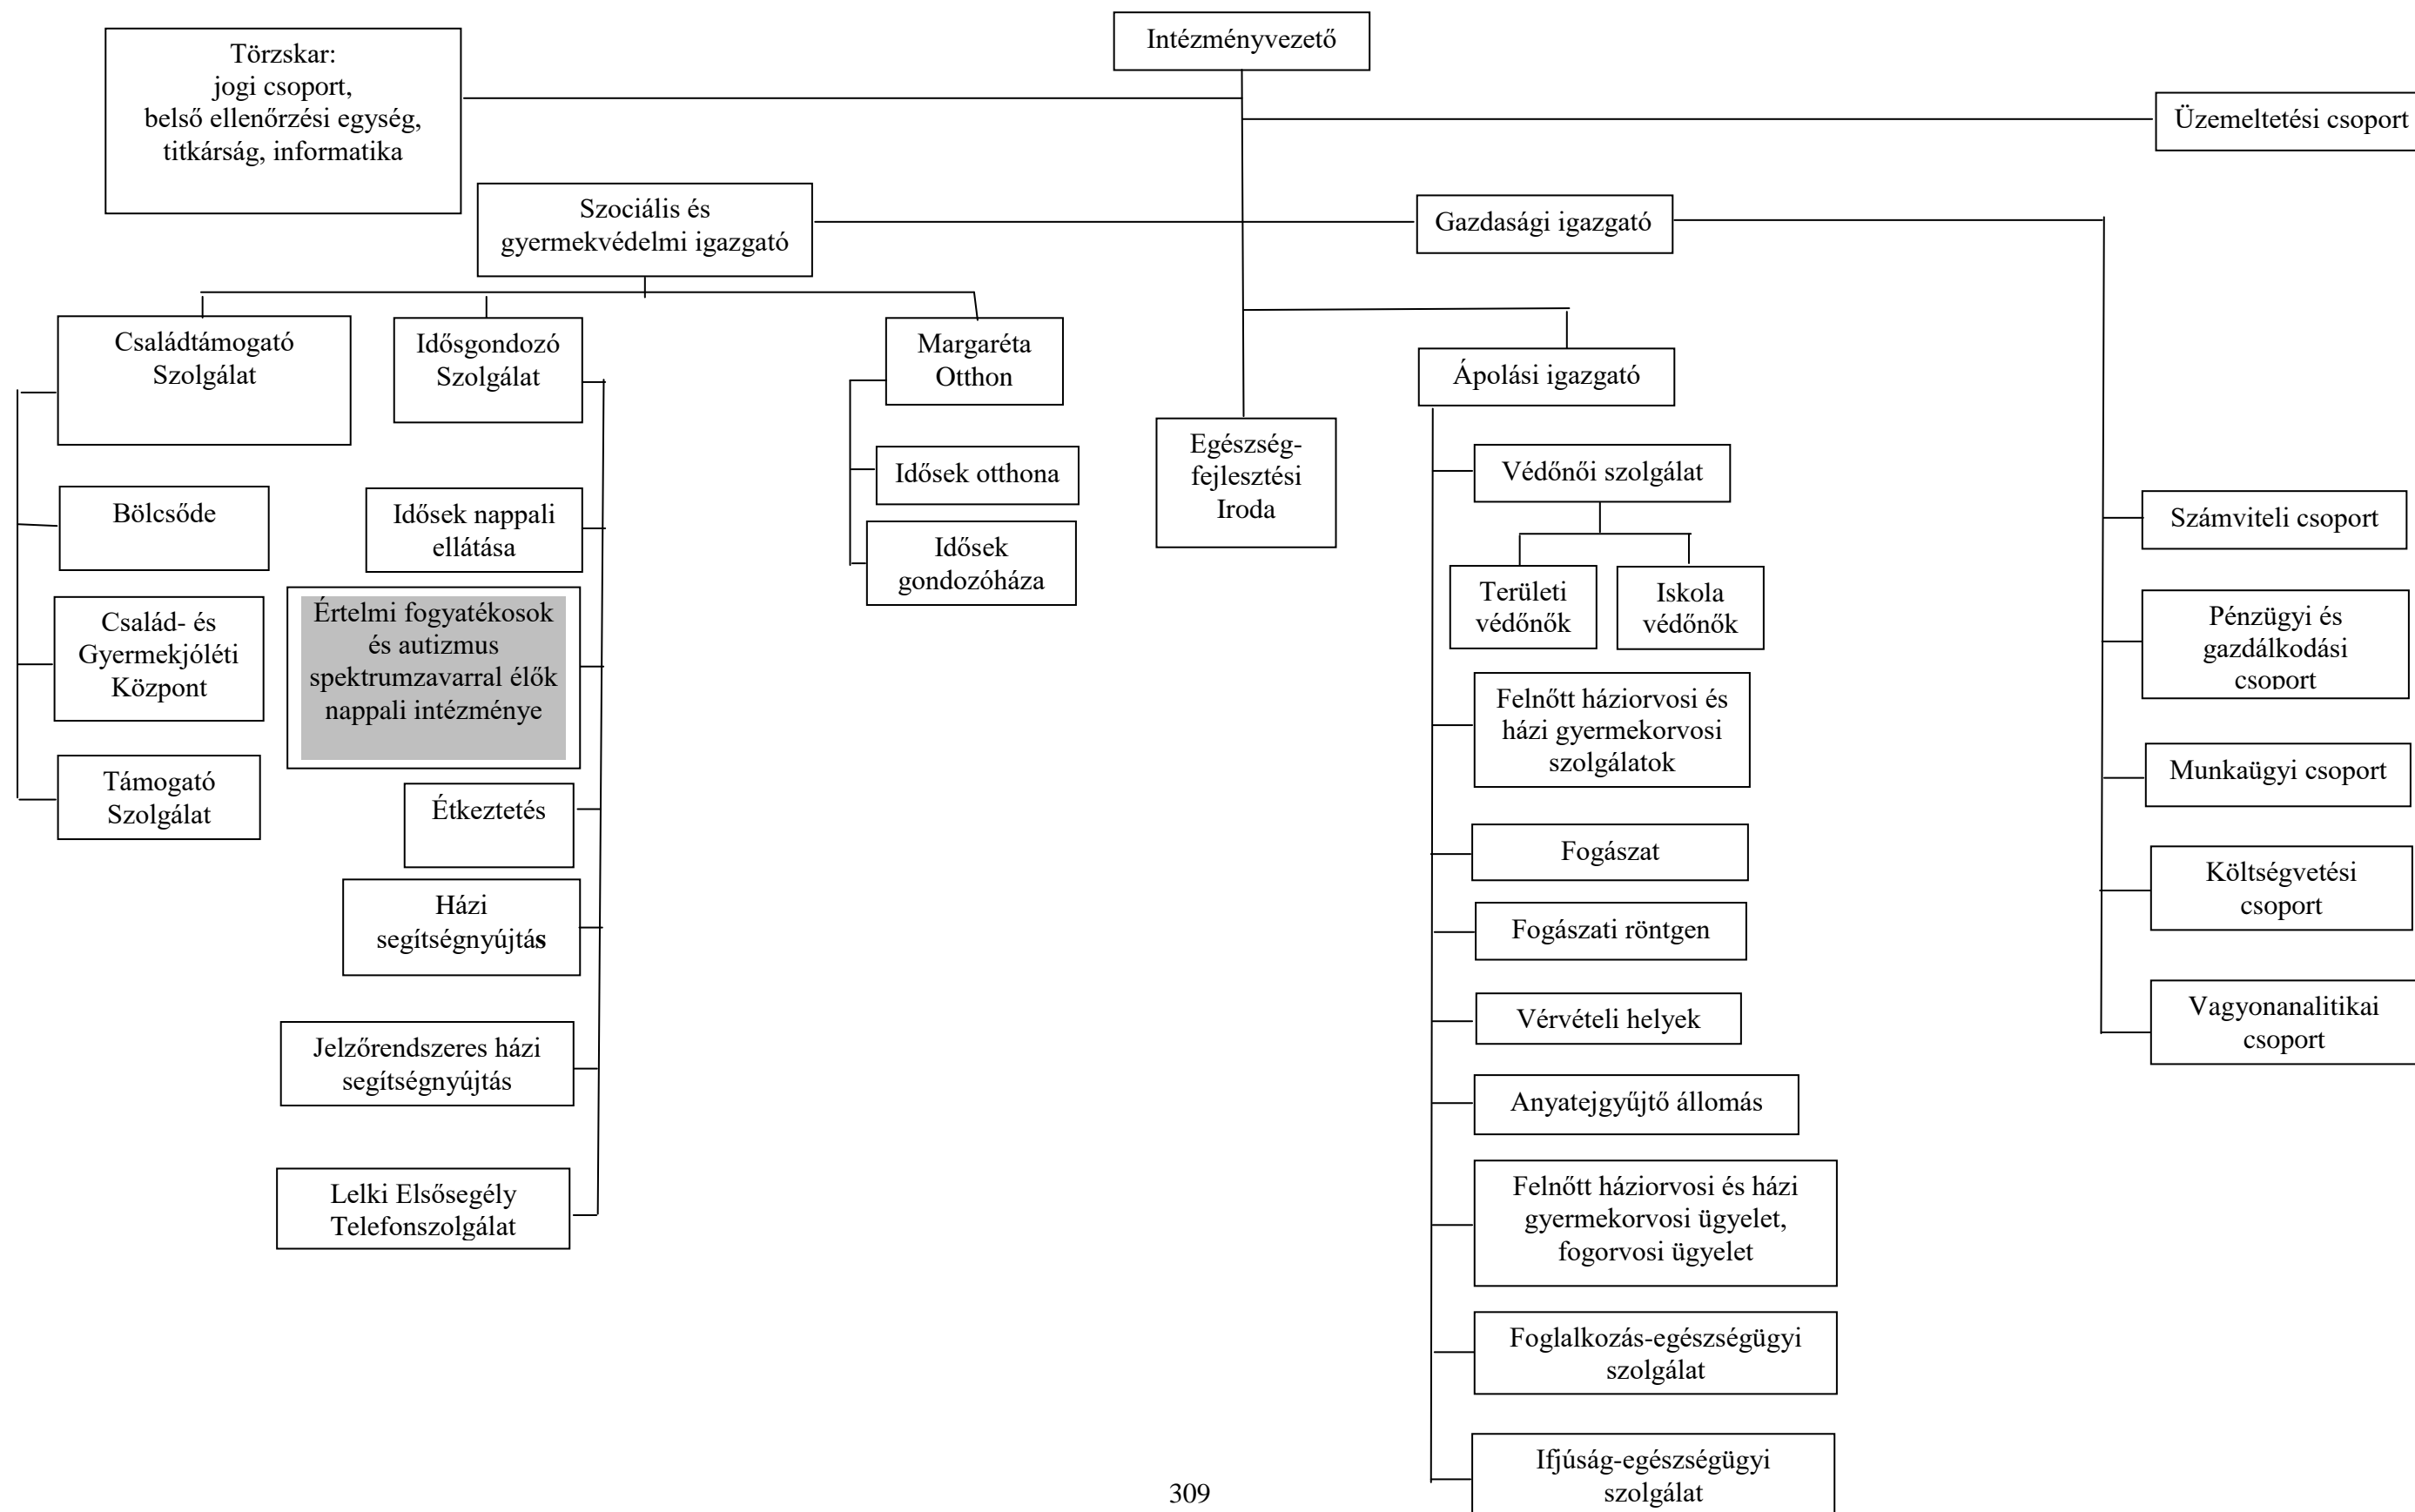 Intézményvezető
Törzskar:
jogi csoport,
belső ellenőrzési egység,
titkárság, informatika
Üzemeltetési csoport
Szociális és
gyermekvédelmi igazgató
Gazdasági igazgató
Családtámogató
Szolgálat
Idősgondozó
Szolgálat
Margaréta
Otthon
Ápolási igazgató
Bölcsőde
Család- és
Gyermekjóléti
Központ
Támogató
Szolgálat
Idősek nappali
ellátása
Értelmi fogyatékosok
és autizmus
spektrumzavarral élők
nappali intézménye
Étkeztetés
Házi
segítségnyújtás
Jelzőrendszeres házi
segítségnyújtás
Lelki Elsősegély
Telefonszolgálat
Idősek otthona
Idősek
gondozóháza
Egészség-
fejlesztési
Iroda
Védőnői szolgálat
Területi
védőnők
Iskola
védőnők
Felnőtt háziorvosi és
házi gyermekorvosi
szolgálatok
Fogászat
Fogászati röntgen
Vérvételi helyek
Anyatejgyűjtő állomás
Felnőtt háziorvosi és házi
gyermekorvosi ügyelet,
fogorvosi ügyelet
Foglalkozás-egészségügyi
szolgálat
Ifjúság-egészségügyi
szolgálat
Számviteli csoport
Pénzügyi és
gazdálkodási
csoport
Munkaügyi csoport
Költségvetési
csoport
Vagyonanalitikai
csoport
309